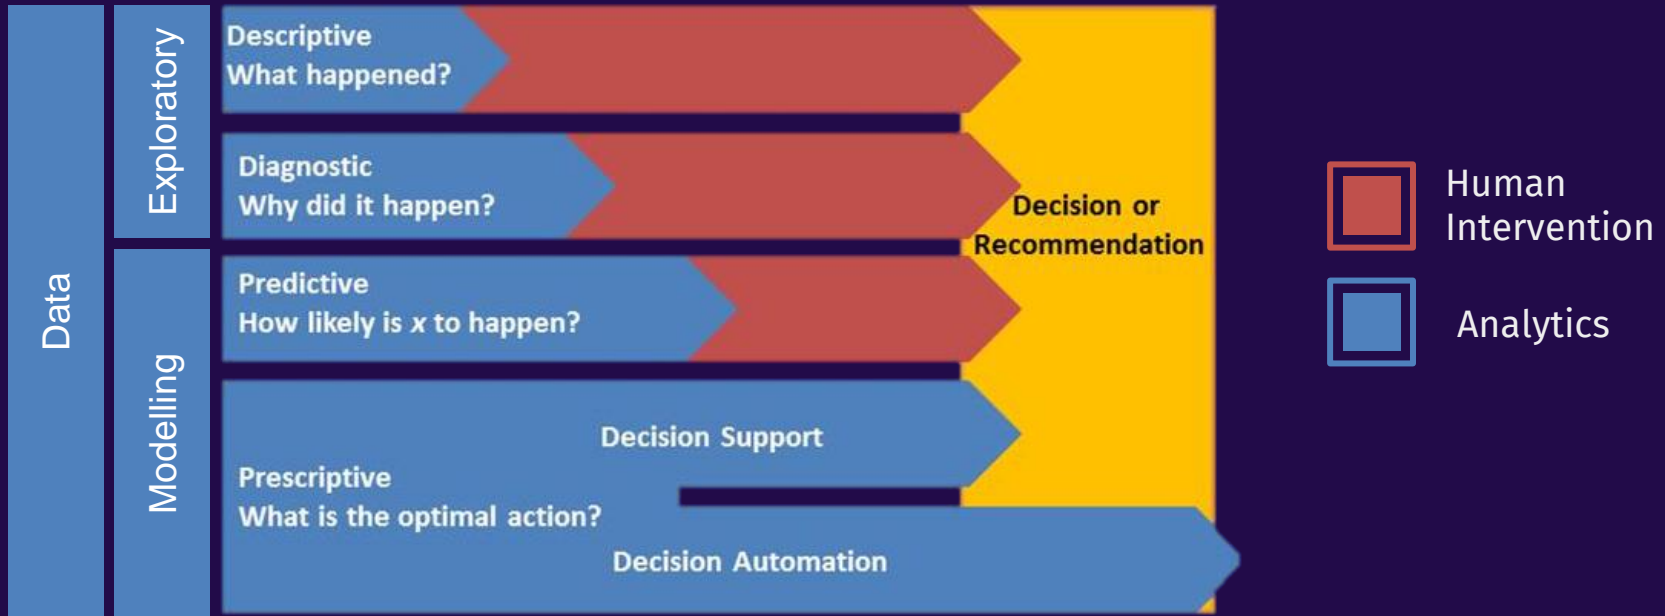 Data
Exploratory
Modelling
Descriptive
What happened?
Diagnostic
Why did it happen?
Predictive
How likely is x to happen?
Prescriptive
What is the optimal action?
Decision Support
Decision Automation
Decision or
Recommendation
Human
Intervention
Analytics